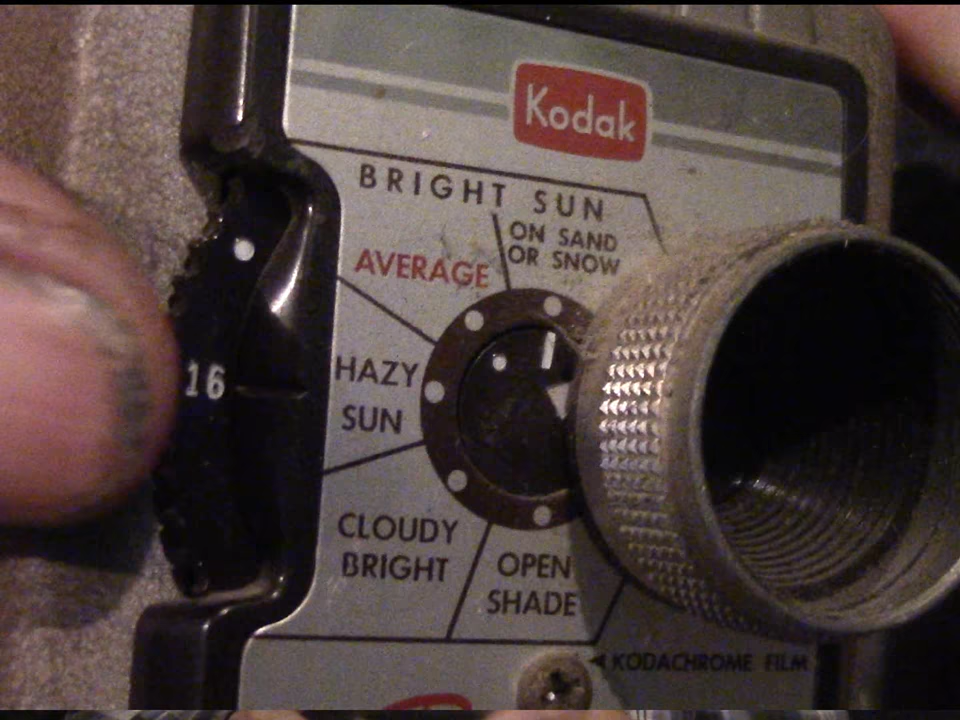 Kodak
BRIGHT SUN
ON SAND
OR SNOW
AVERAGE
16
HAZY
SUN
CLOUDY
BRIGHT
OPEN
SHADE
KODACHROME FILM